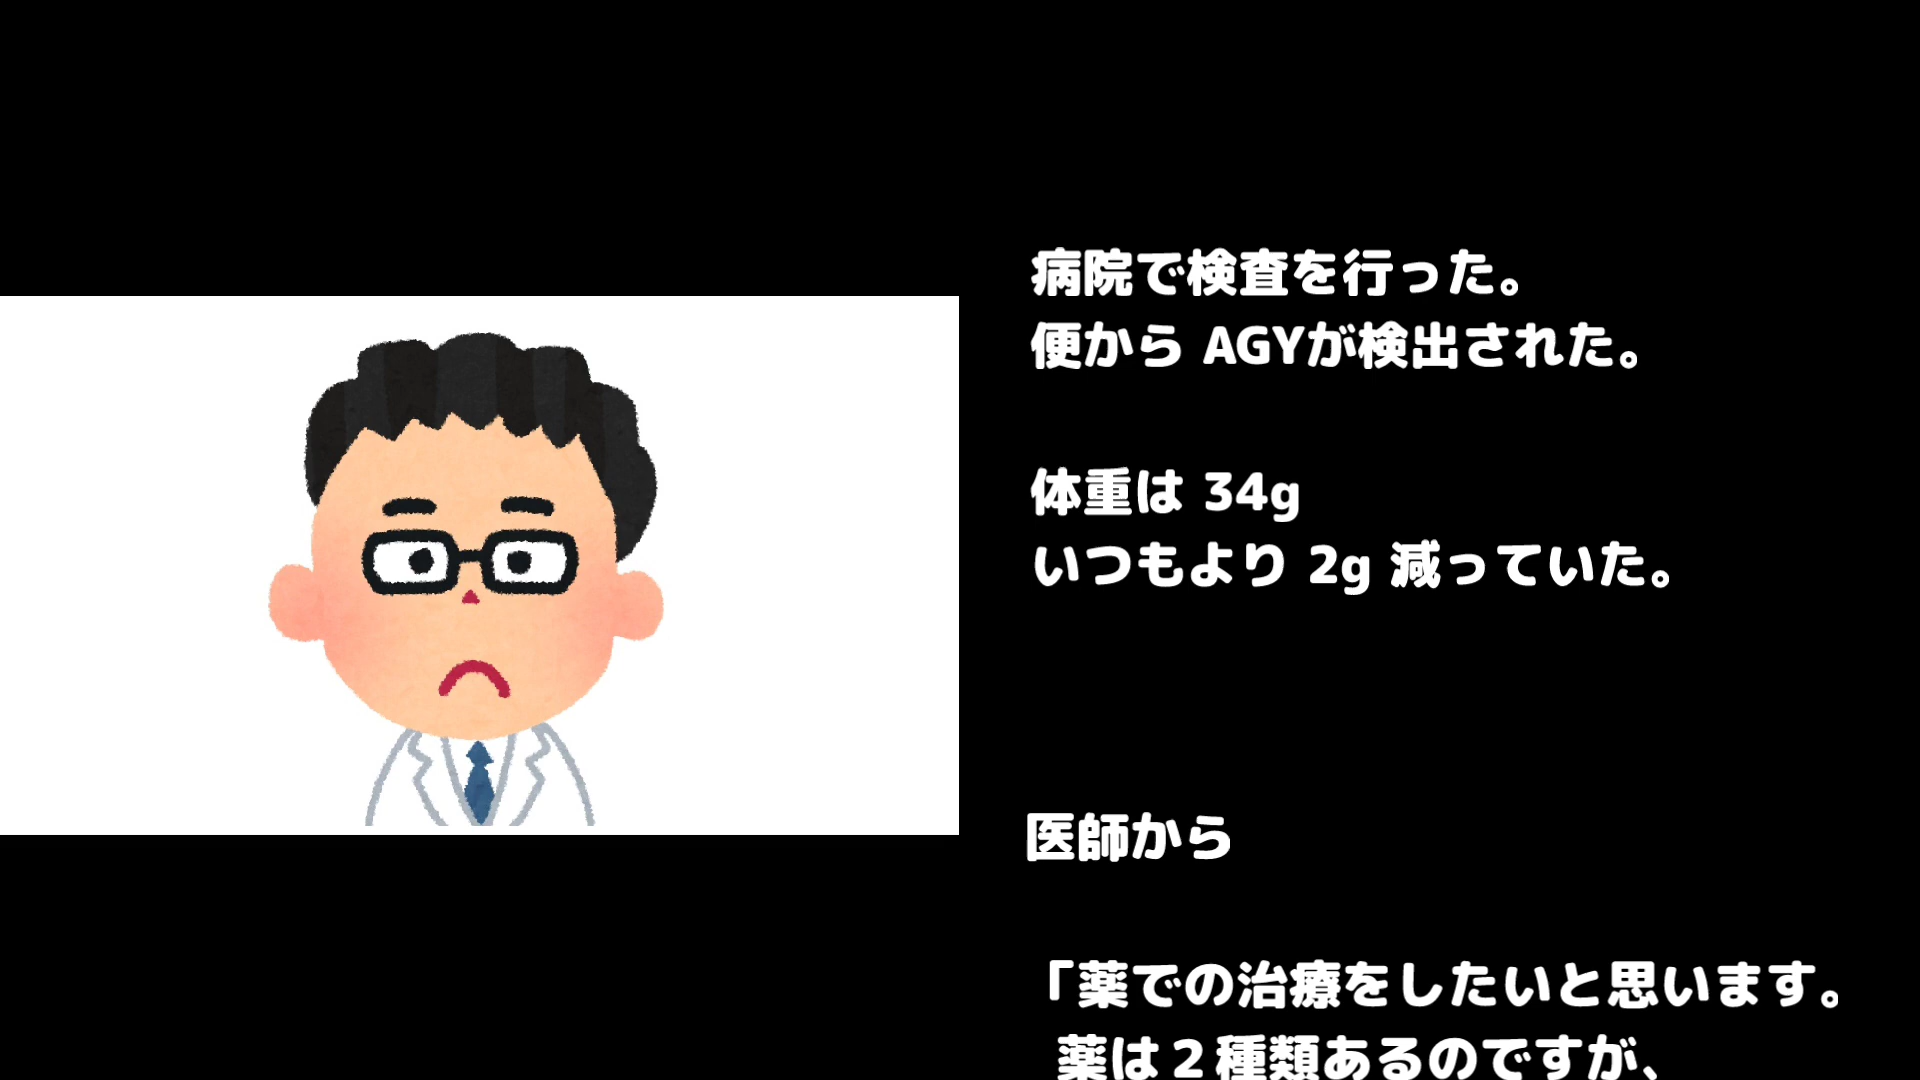 病院で検査を行った。
便から AGYが検出された。
体重は 34g
いつもより 2g 減っていた。
医師から
「薬での治療をしたいと思います。
薬は２種類あるのですが、